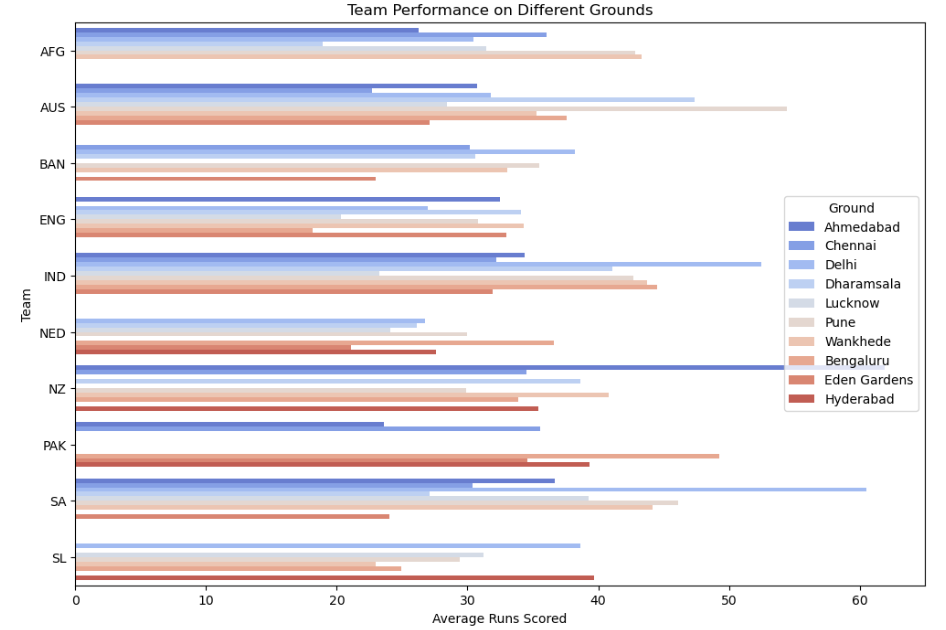 Team Performance on Different Grounds
AFG
AUS
BAN
ENG
IND
NED
NZ
PAK
SA
SL
Team
Ground
Ahmedabad
Chennai
Delhi
Dharamsala
Lucknow
Pune
Wankhede
Bengaluru
Eden Gardens
Hyderabad
0 10 20 30 40 50 60
Average Runs Scored